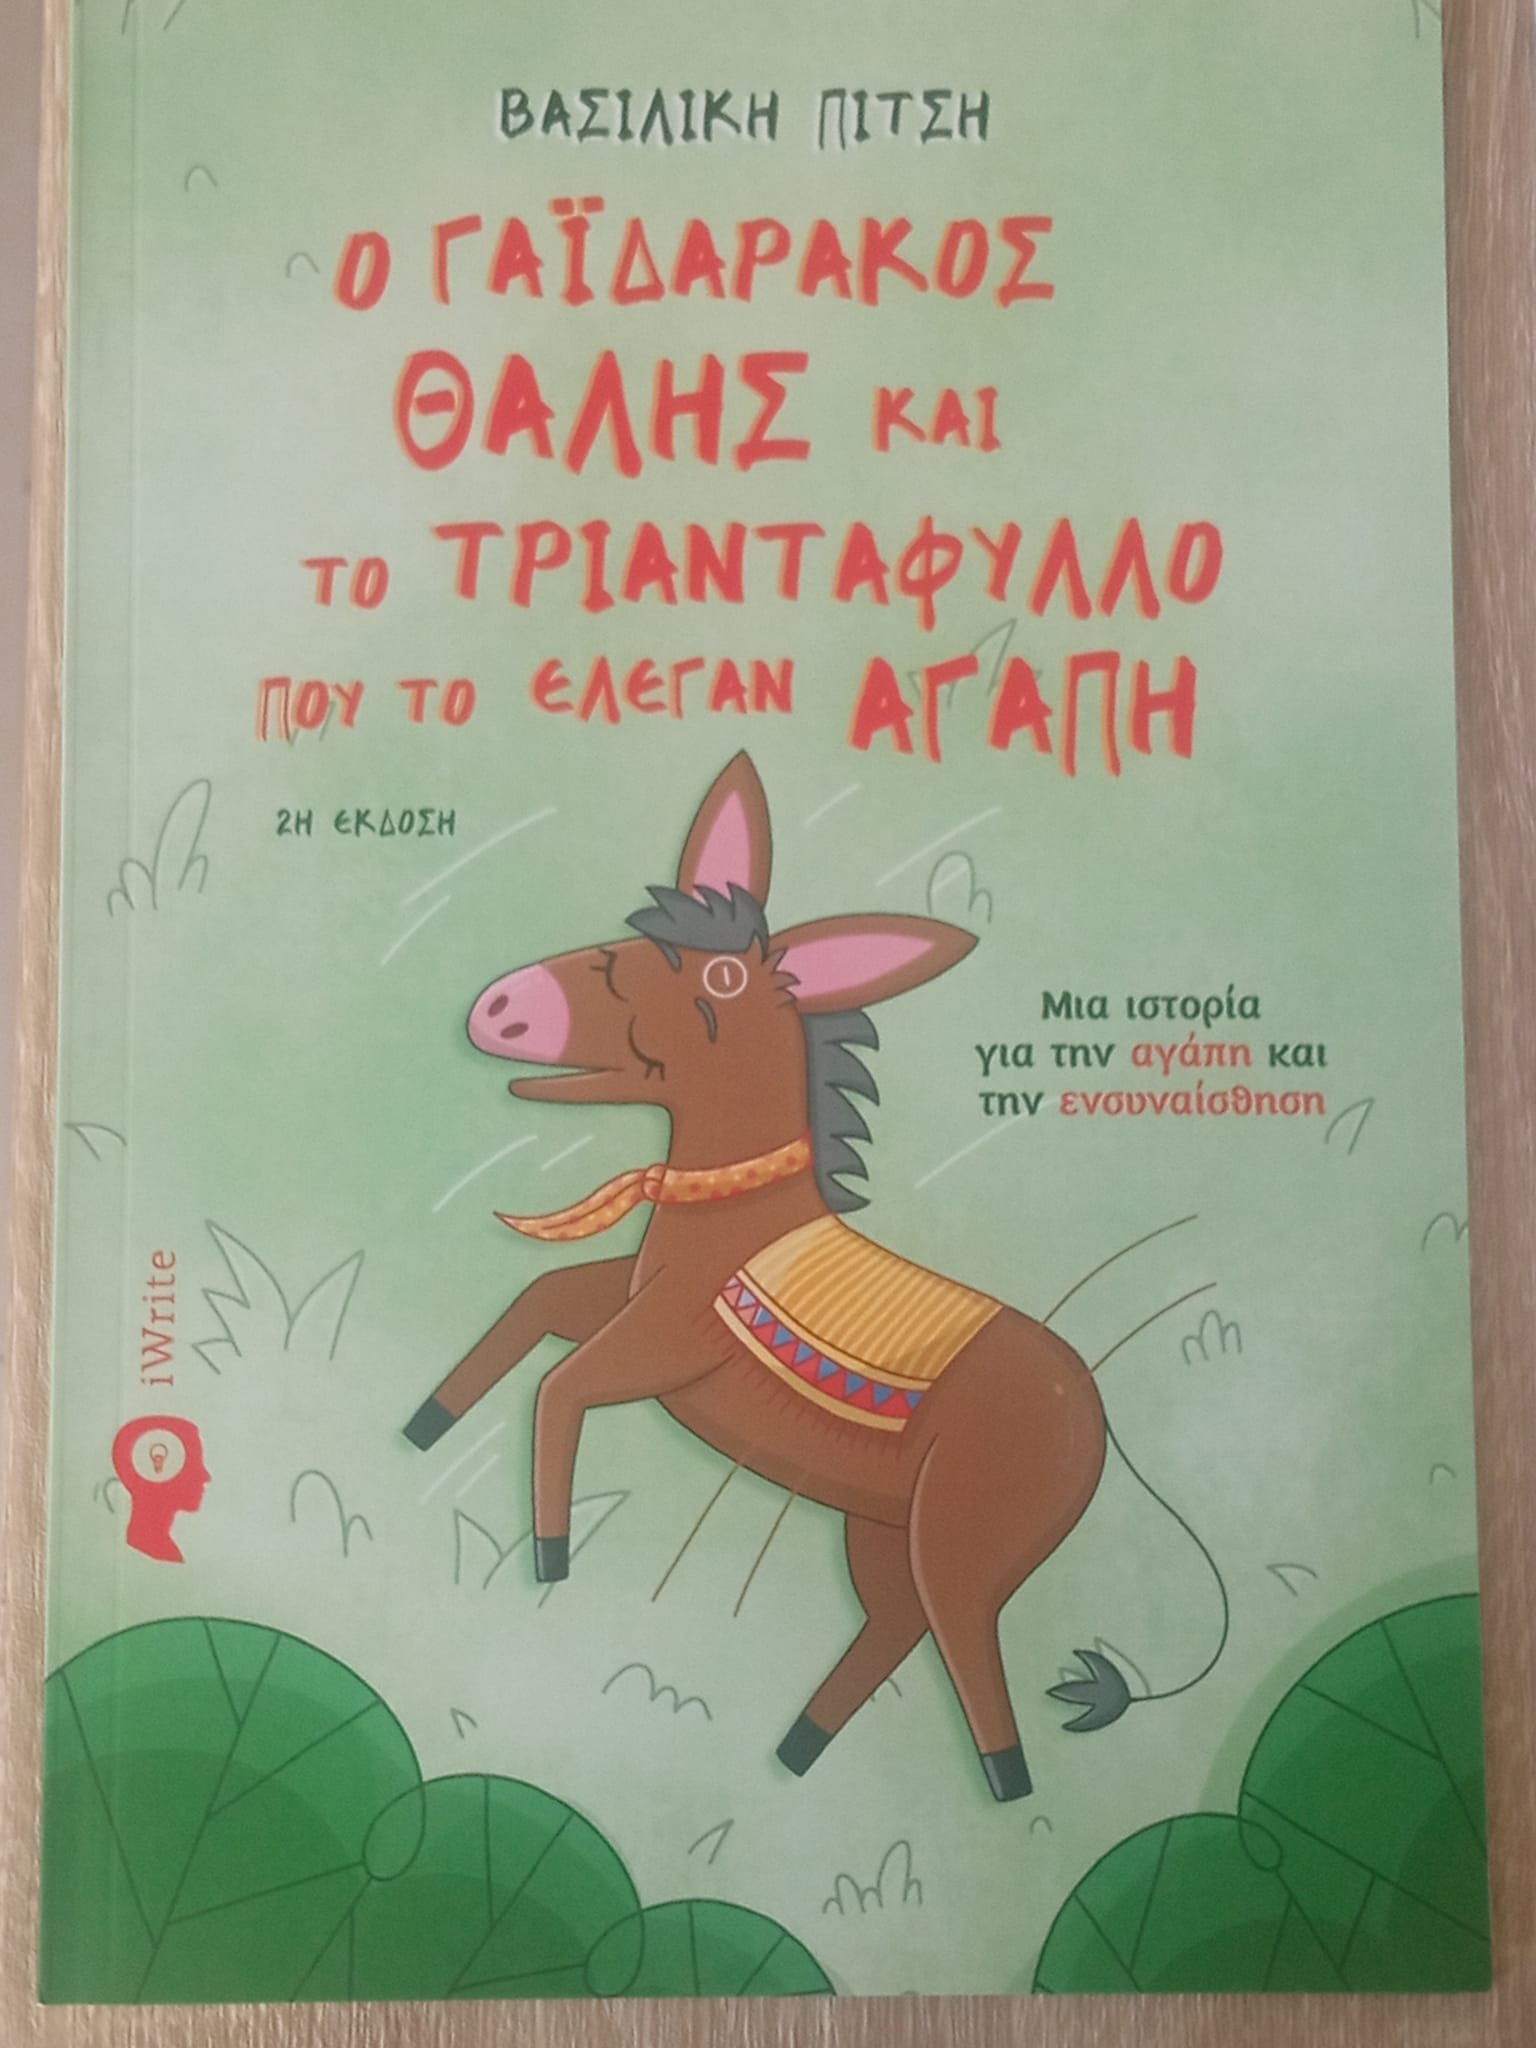 ΒΑΣΙΛΙΚΗ ΠΙΤΣΗ
Ο ΓΑΪΔΑΡΑΚΟΣ
ΘΑΛΗΣ ΚΑΙ
ΤΟ ΤΡΙΑΝΤΑΦΥΛΛΟ
ΠΟΥ ΤΟ ΕΛΕΓΑΝ ΑΓΑΠΗ
2Η ΕΚΔΟΣΗ
Μια ιστορία
για την αγάπη και
την ενσυναίσθηση
iWrite